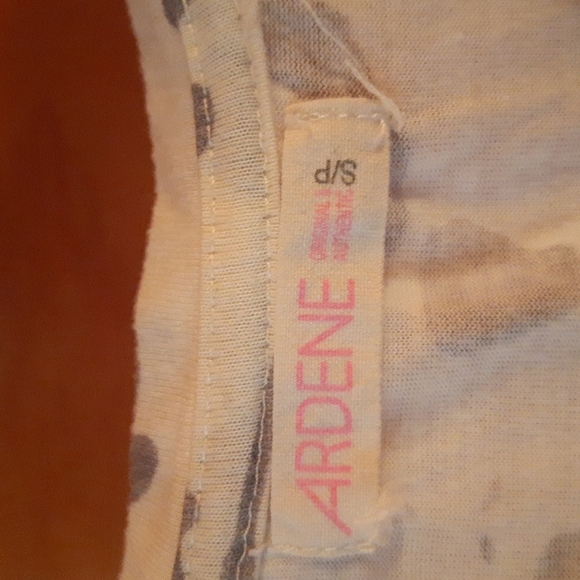 ARDENE
ORIGINAL &
AUTHENTIC
S/P